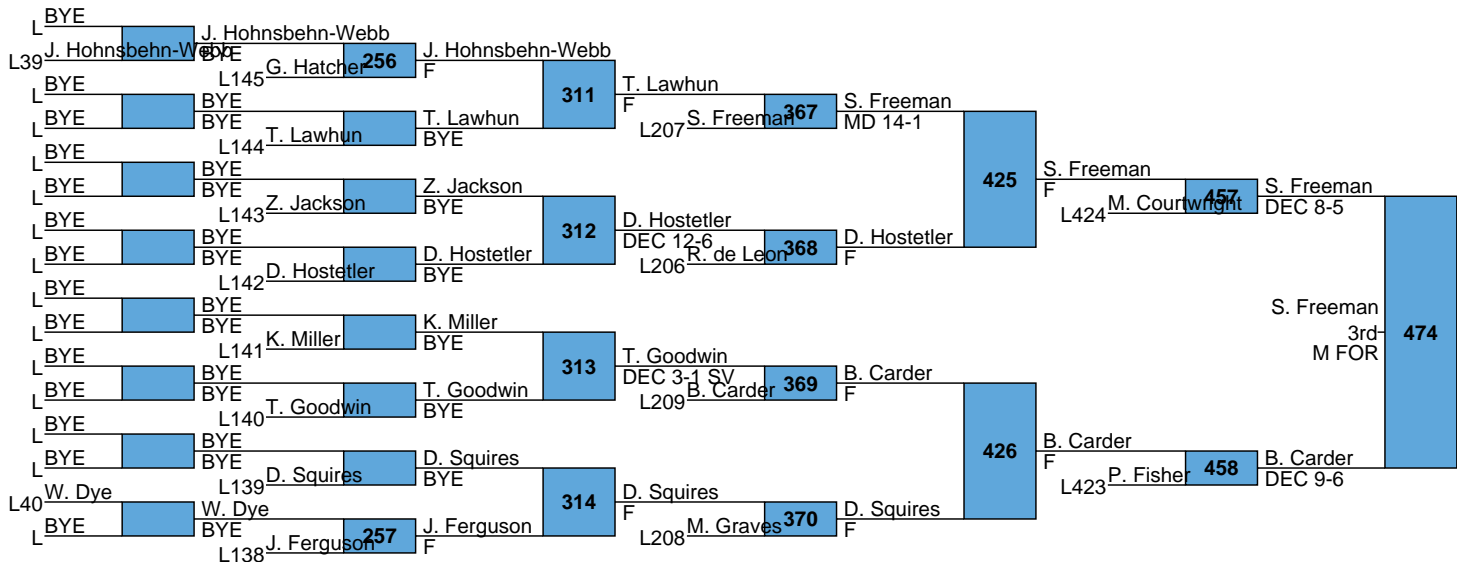 BYE
L
J. Hohnsbehn-Webb
L39
J. Hohnsbehn-Webb
BYE
G. Hatcher
L145
256
J. Hohnsbehn-Webb
F
BYE
L
BYE
L
BYE
BYE
T. Lawhun
L144
T. Lawhun
BYE
311
T. Lawhun
F
S. Freeman
L207
367
S. Freeman
MD 14-1
BYE
L
BYE
L
BYE
BYE
Z. Jackson
L143
Z. Jackson
BYE
BYE
L
BYE
L
BYE
BYE
D. Hostetler
L142
D. Hostetler
BYE
312
D. Hostetler
DEC 12-6
R. de Leon
L206
368
D. Hostetler
F
425
S. Freeman
F
M. Courtwright
L424
457
S. Freeman
DEC 8-5
BYE
L
BYE
L
BYE
BYE
K. Miller
L141
K. Miller
BYE
BYE
L
BYE
L
BYE
BYE
T. Goodwin
L140
T. Goodwin
BYE
313
T. Goodwin
DEC 3-1 SV
B. Carder
L209
369
B. Carder
F
BYE
L
BYE
L
BYE
BYE
D. Squires
L139
D. Squires
BYE
W. Dye
L40
BYE
L
W. Dye
J. Ferguson
L138
257
J. Ferguson
F
314
D. Squires
F
M. Graves
L208
370
D. Squires
F
426
B. Carder
F
P. Fisher
L423
458
B. Carder
DEC 9-6
474
S. Freeman
3rd
M FOR